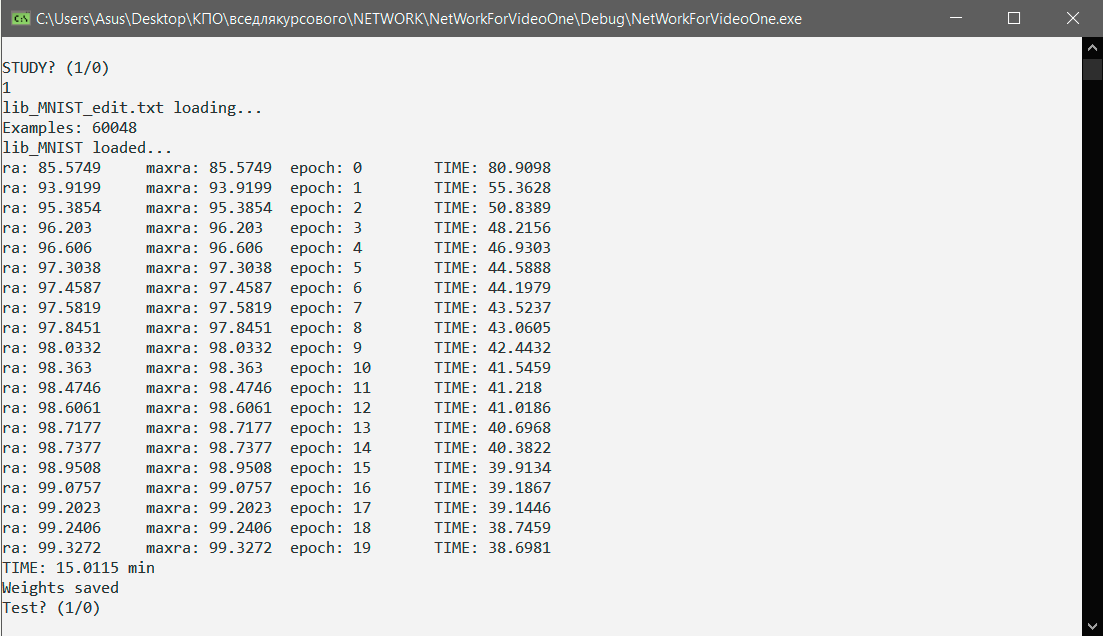 C:\Users\Asus\Desktop\КПО\вседлякурсового\NETWORK\NetWorkForVideoOne\Debug\NetWorkForVideoOne.exe
STUDY? (1/0)
1
lib_MNIST_edit.txt loading...
Examples: 60048
lib_MNIST loaded...
ra: 85.5749 maxra: 85.5749 epoch: 0 TIME: 80.9098
ra: 93.9199 maxra: 93.9199 epoch: 1 TIME: 55.3628
ra: 95.3854 maxra: 95.3854 epoch: 2 TIME: 50.8389
ra: 96.203 maxra: 96.203 epoch: 3 TIME: 48.2156
ra: 96.606 maxra: 96.606 epoch: 4 TIME: 46.9303
ra: 97.3038 maxra: 97.3038 epoch: 5 TIME: 44.5888
ra: 97.4587 maxra: 97.4587 epoch: 6 TIME: 44.1979
ra: 97.5819 maxra: 97.5819 epoch: 7 TIME: 43.5237
ra: 97.8451 maxra: 97.8451 epoch: 8 TIME: 43.0605
ra: 98.0332 maxra: 98.0332 epoch: 9 TIME: 42.4432
ra: 98.363 maxra: 98.363 epoch: 10 TIME: 41.5459
ra: 98.4746 maxra: 98.4746 epoch: 11 TIME: 41.218
ra: 98.6061 maxra: 98.6061 epoch: 12 TIME: 41.0186
ra: 98.7177 maxra: 98.7177 epoch: 13 TIME: 40.6968
ra: 98.7377 maxra: 98.7377 epoch: 14 TIME: 40.3822
ra: 98.9508 maxra: 98.9508 epoch: 15 TIME: 39.9134
ra: 99.0757 maxra: 99.0757 epoch: 16 TIME: 39.1867
ra: 99.2023 maxra: 99.2023 epoch: 17 TIME: 39.1446
ra: 99.2406 maxra: 99.2406 epoch: 18 TIME: 38.7459
ra: 99.3272 maxra: 99.3272 epoch: 19 TIME: 38.6981
TIME: 15.0115 min
Weights saved
Test? (1/0)